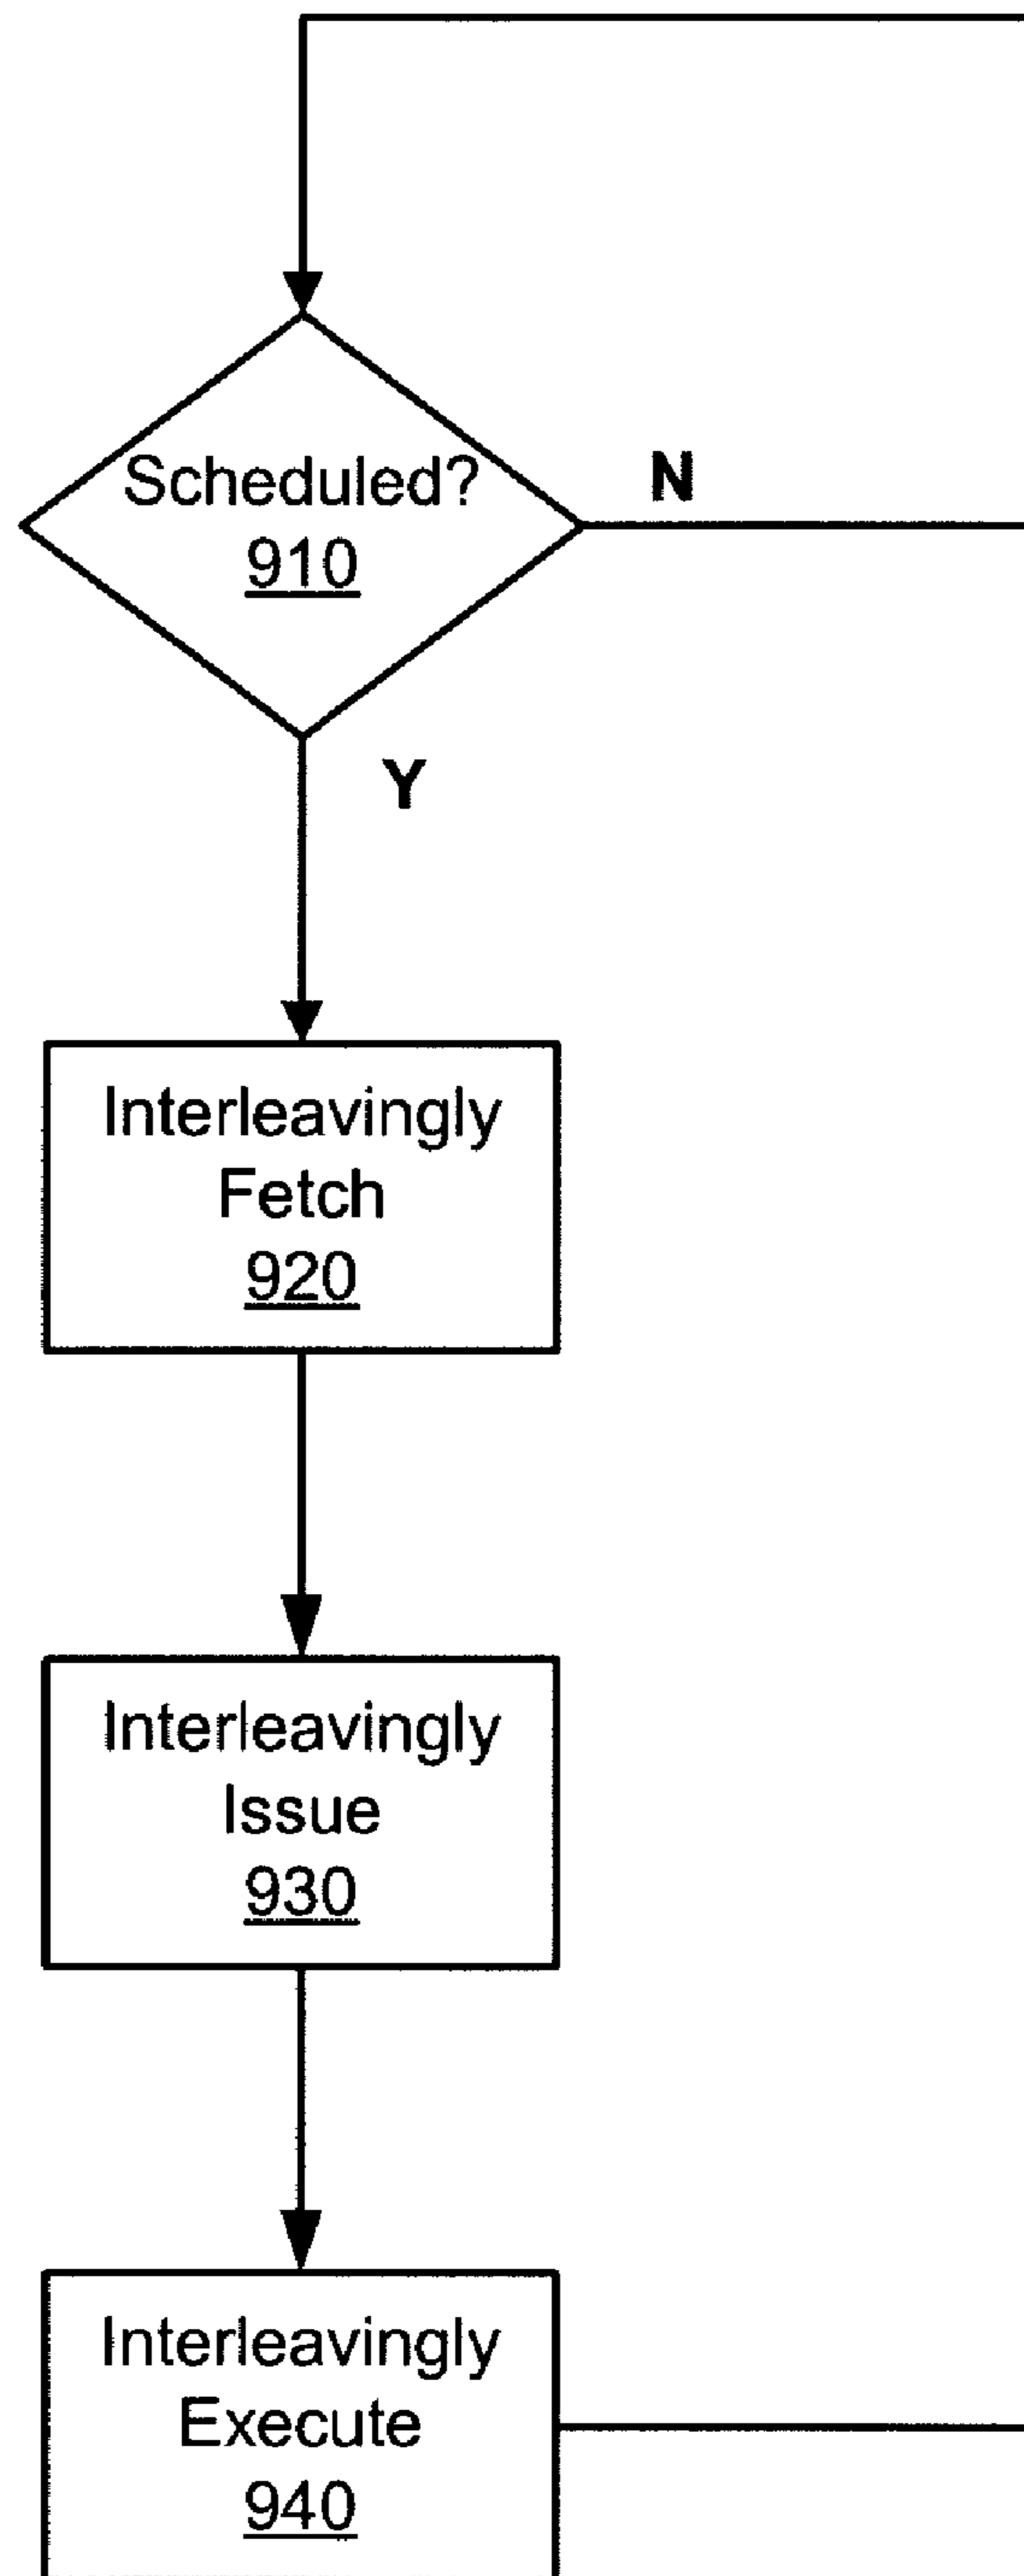 Scheduled?
910
N
Y
Interleavingly
Fetch
920
Interleavingly
Issue
930
Interleavingly
Execute
940